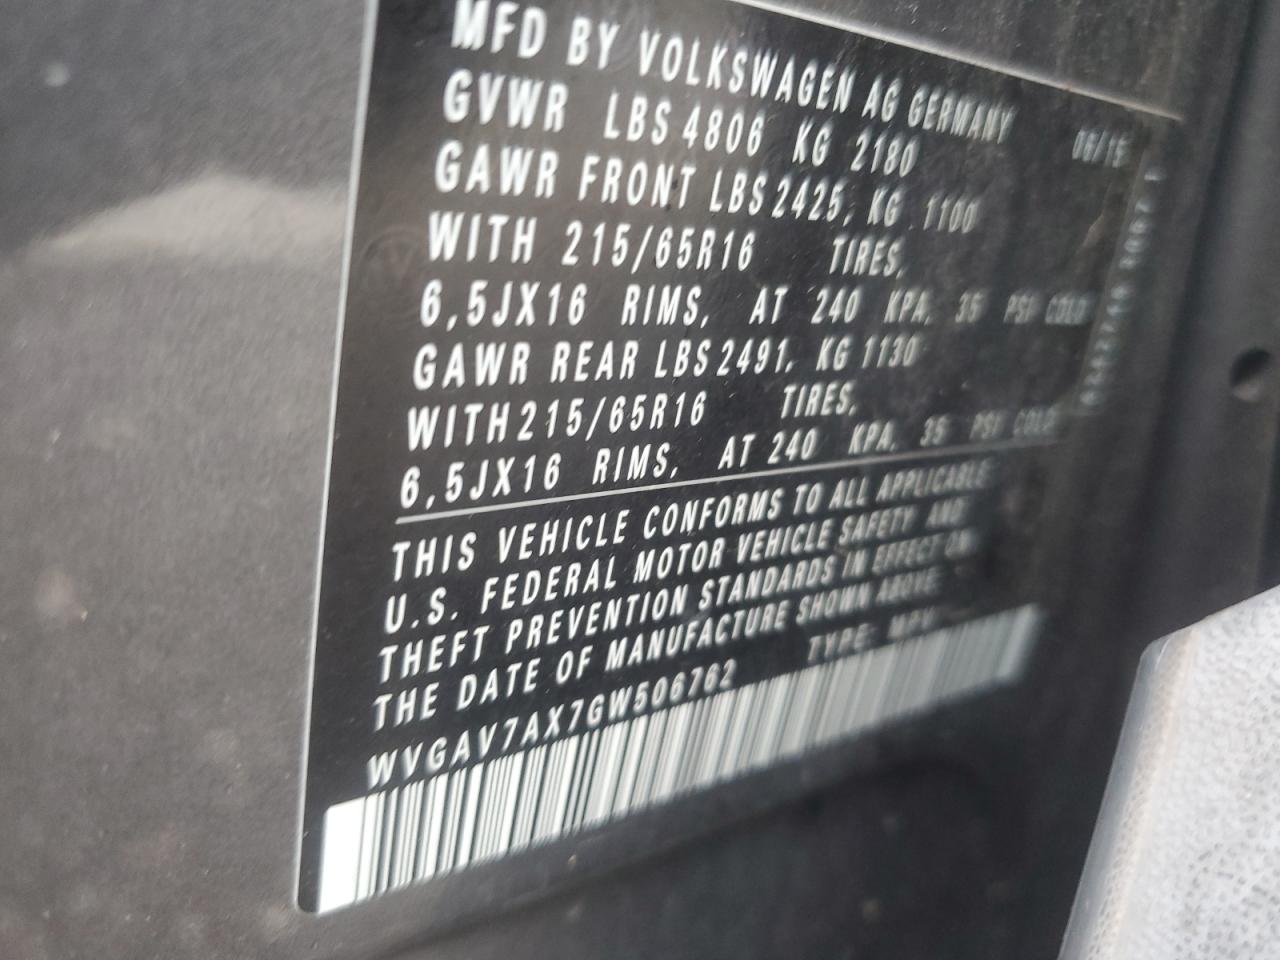 MFD BY VOLKSWAGEN AG GERMANY
06/15
GVWR LBS 4806 KG 2180
GAWR FRONT LBS 2425, KG 1100
WITH 215/65R16 TIRES,
6,5JX16 RIMS, AT 240 KPA, 35 PSI COLD
GAWR REAR LBS 2491, KG 1130
WITH 215/65R16 TIRES,
6,5JX16 RIMS, AT 240 KPA, 35 PSI COLD
THIS VEHICLE CONFORMS TO ALL APPLICABLE
U.S. FEDERAL MOTOR VEHICLE SAFETY AND
THEFT PREVENTION STANDARDS IN EFFECT ON
THE DATE OF MANUFACTURE SHOWN ABOVE
WVGAV7AX7GW506762 TYPE: MPV